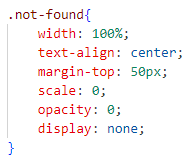 .not-found{
    width: 100%;
    text-align: center;
    margin-top: 50px;
    scale: 0;
    opacity: 0;
    display: none;
}